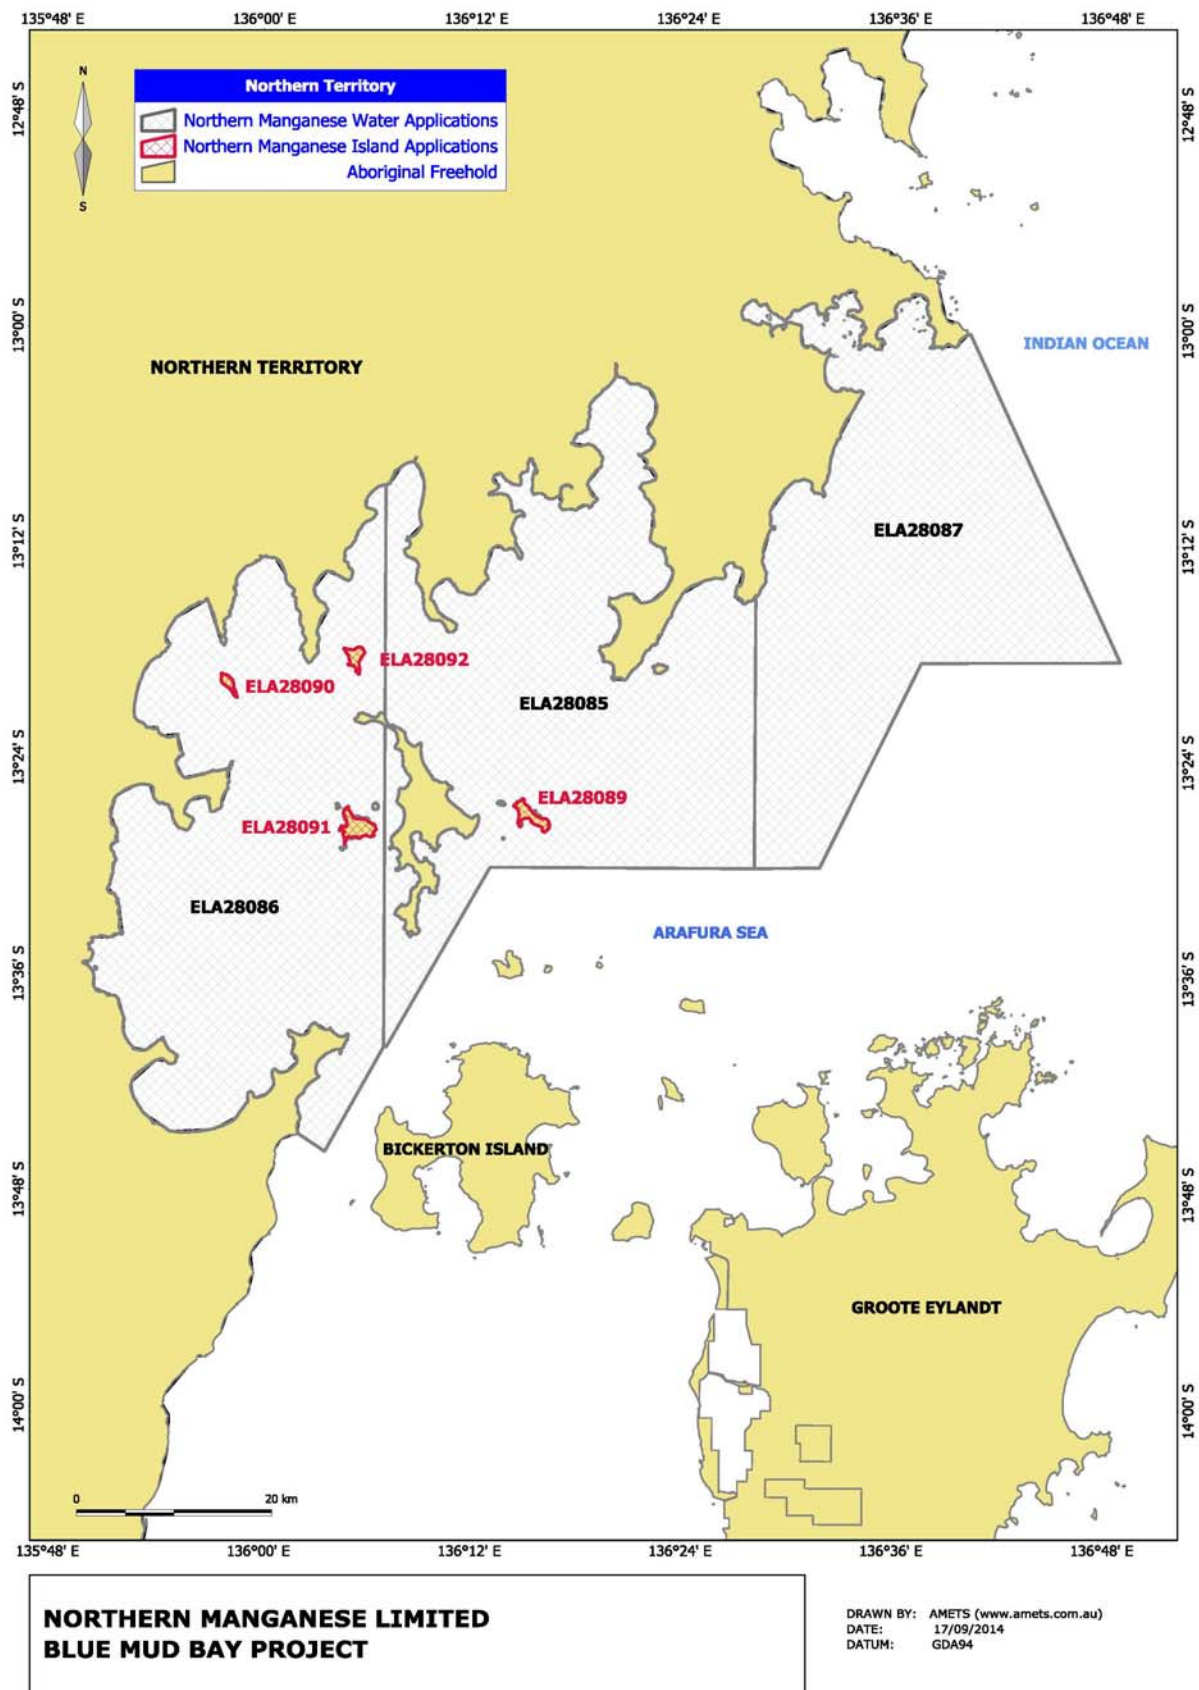 135°48' E 136°00' E 136°12' E 136°24' E 136°36' E 136°48' E
N
S
Northern Territory
Northern Manganese Water Applications
Northern Manganese Island Applications
Aboriginal Freehold
12°48' S
12°48' S
13°00' S
13°00' S
INDIAN OCEAN
NORTHERN TERRITORY
13°12' S
ELA28087
13°12' S
ELA28092
ELA28090
ELA28085
13°24' S
13°24' S
ELA28089
ELA28091
ELA28086
ARAFURA SEA
13°36' S
13°36' S
BICKERTON ISLAND
13°48' S
13°48' S
GROOTE EYLANDT
14°00' S
14°00' S
0 20 km
135°48' E 136°00' E 136°12' E 136°24' E 136°36' E 136°48' E
NORTHERN MANGANESE LIMITED
BLUE MUD BAY PROJECT
DRAWN BY: AMETS (www.amets.com.au)
DATE: 17/09/2014
DATUM: GDA94